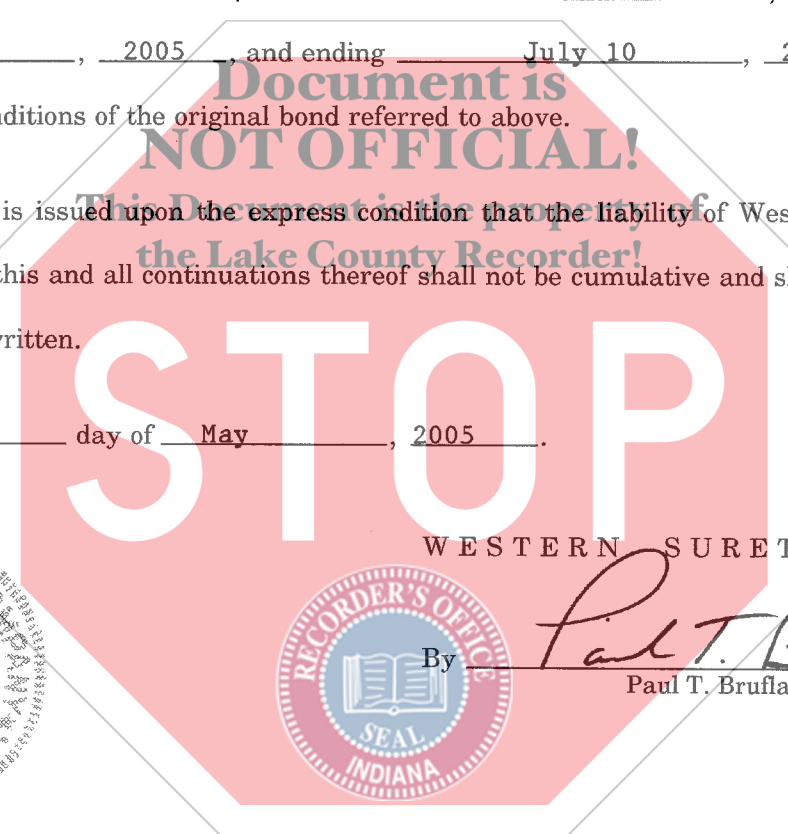 , 2005 , and ending July 10 , 2
nditions of the original bond referred to above.
Document is
NOT OFFICIAL!
This Document is the property of
the Lake County Recorder!
is issued upon the express condition that the liability of Wes
this and all continuations thereof shall not be cumulative and s
written.
STOP
day of May , 2005 .
WESTERN SURET
RECORDER'S OFFICE
SEAL
INDIANA
By Paul T.
Paul T. Brufla